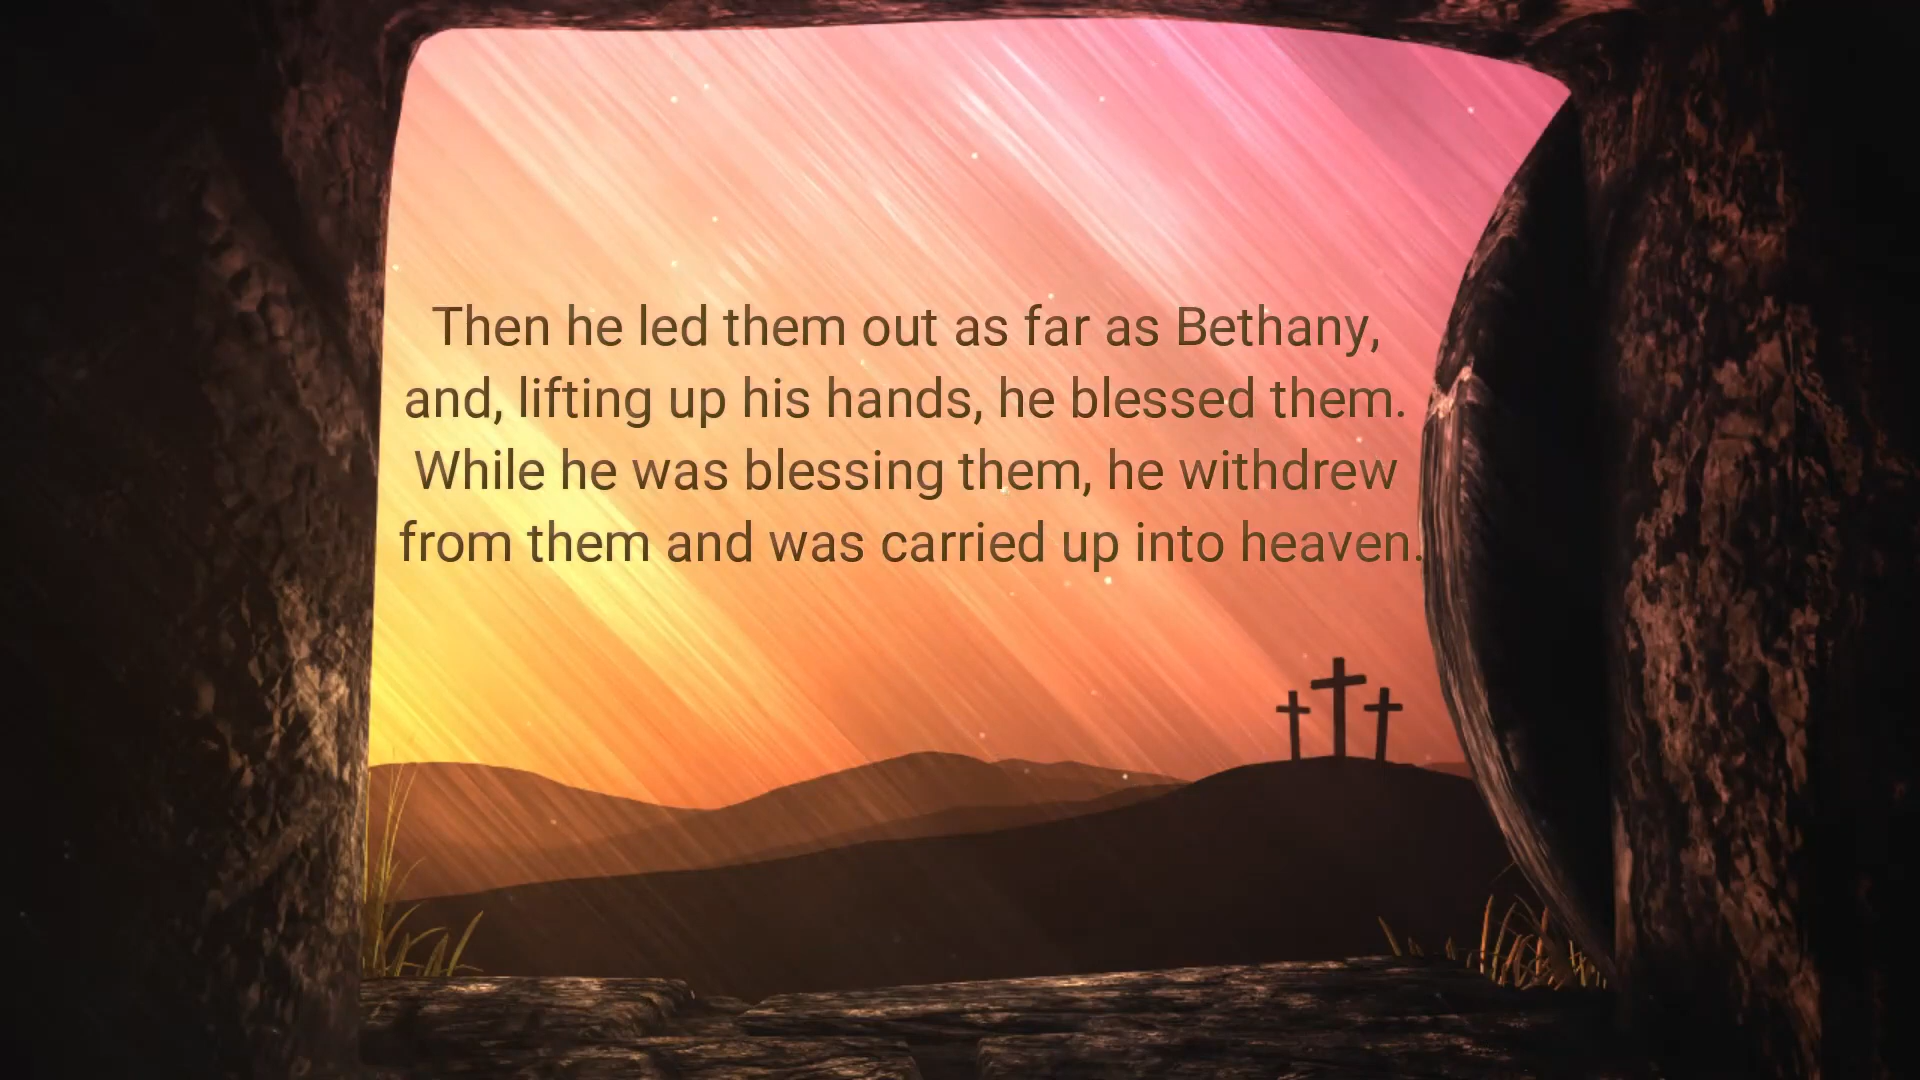 Then he led them out as far as Bethany,
and, lifting up his hands, he blessed them.
While he was blessing them, he withdrew
from them and was carried up into heaven.